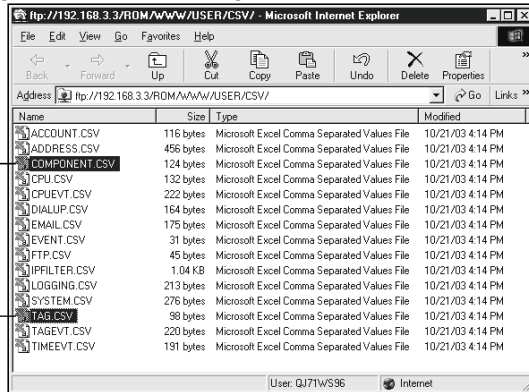 ftp://192.168.3.3/ROM/WWW/USER/CSV/ - Microsoft Internet Explorer
File Edit View Go Favorites Help
Back Forward Up Cut Copy Paste Undo Delete Properties »
Address ftp://192.168.3.3/ROM/WWW/USER/CSV/ Go Links »
Name Size Type Modified
ACCOUNT.CSV 116 bytes Microsoft Excel Comma Separated Values File 10/21/03 4:14 PM
ADDRESS.CSV 456 bytes Microsoft Excel Comma Separated Values File 10/21/03 4:14 PM
COMPONENT.CSV 124 bytes Microsoft Excel Comma Separated Values File 10/21/03 4:14 PM
CPU.CSV 132 bytes Microsoft Excel Comma Separated Values File 10/21/03 4:14 PM
CPUEVT.CSV 222 bytes Microsoft Excel Comma Separated Values File 10/21/03 4:14 PM
DIALUP.CSV 164 bytes Microsoft Excel Comma Separated Values File 10/21/03 4:14 PM
EMAIL.CSV 175 bytes Microsoft Excel Comma Separated Values File 10/21/03 4:14 PM
EVENT.CSV 31 bytes Microsoft Excel Comma Separated Values File 10/21/03 4:14 PM
FTP.CSV 45 bytes Microsoft Excel Comma Separated Values File 10/21/03 4:14 PM
IPFILTER.CSV 1.04 KB Microsoft Excel Comma Separated Values File 10/21/03 4:14 PM
LOGGING.CSV 213 bytes Microsoft Excel Comma Separated Values File 10/21/03 4:14 PM
SYSTEM.CSV 276 bytes Microsoft Excel Comma Separated Values File 10/21/03 4:14 PM
TAG.CSV 98 bytes Microsoft Excel Comma Separated Values File 10/21/03 4:14 PM
TAGEVT.CSV 220 bytes Microsoft Excel Comma Separated Values File 10/21/03 4:14 PM
TIMEEVT.CSV 191 bytes Microsoft Excel Comma Separated Values File 10/21/03 4:14 PM
User: QJ71WS96 Internet